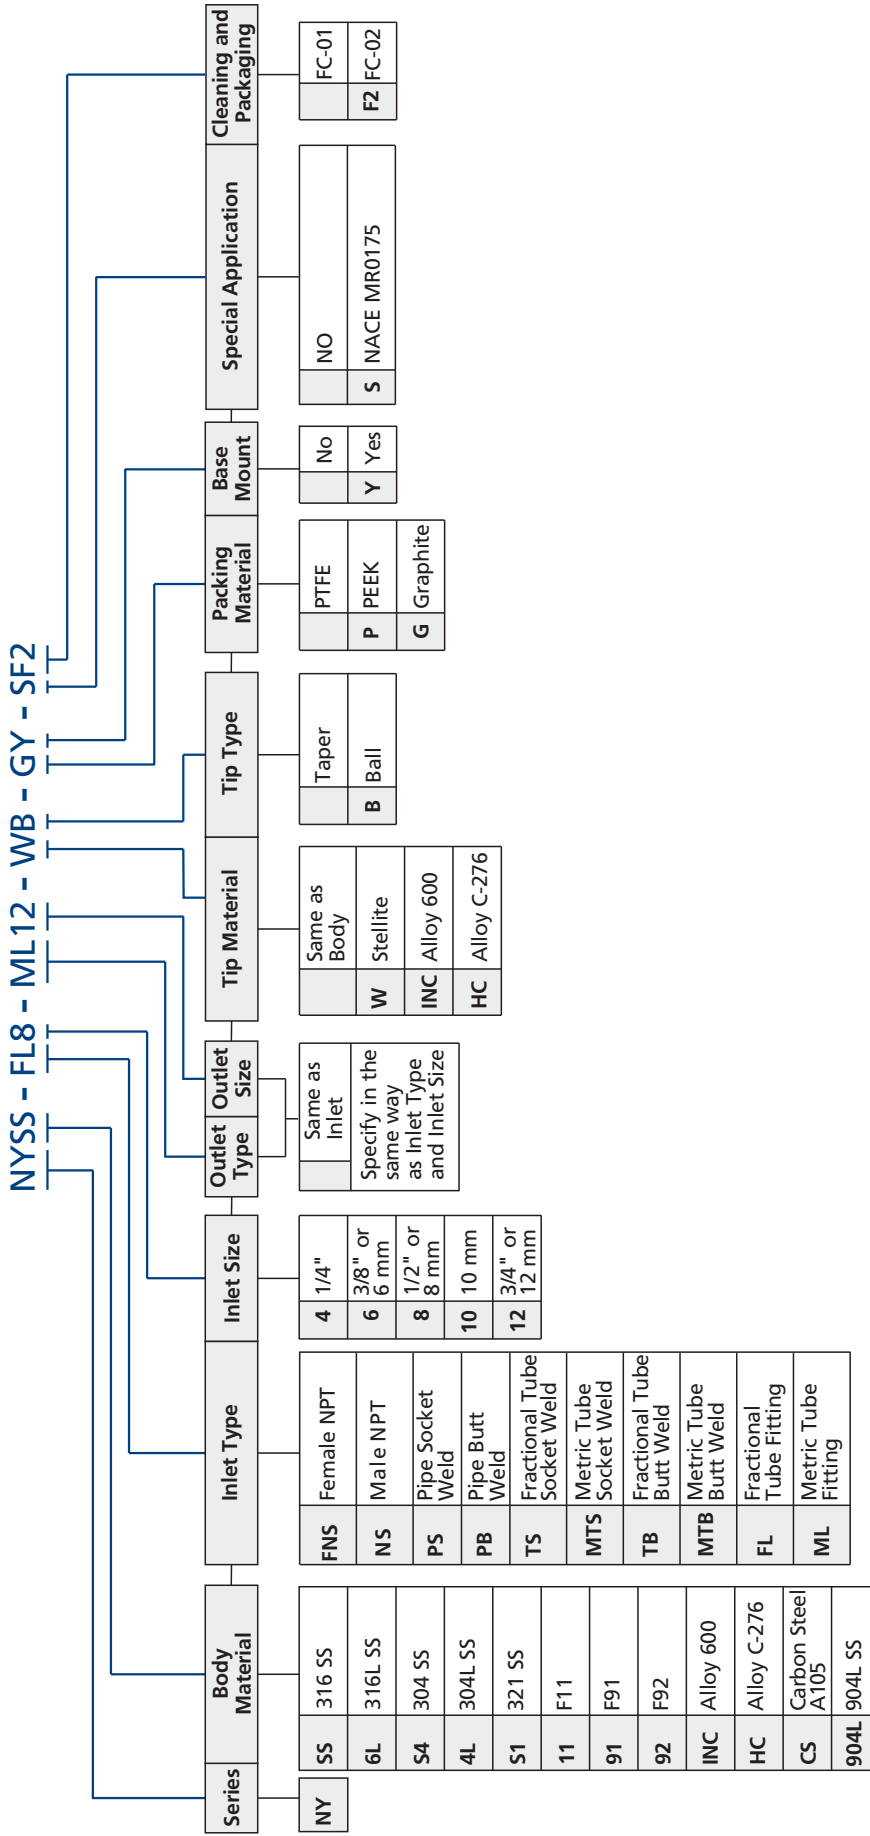 NYSS - FL8 - ML12 - WB - GY - SF2
Series
NY
Body
Material
SS 316 SS
6L 316L SS
S4 304 SS
4L 304L SS
S1 321 SS
11 F11
91 F91
92 F92
INC Alloy 600
HC Alloy C-276
CS Carbon Steel
A105
904L 904L SS
Inlet Type
FNS Female NPT
NS Male NPT
PS Pipe Socket
Weld
PB Pipe Butt
Weld
TS Fractional Tube
Socket Weld
MTS Metric Tube
Socket Weld
TB Fractional Tube
Butt Weld
MTB Metric Tube
Butt Weld
FL Fractional
Tube Fitting
ML Metric Tube
Fitting
Inlet Size
4 1/4"
6 3/8" or
6 mm
8 1/2" or
8 mm
10 10 mm
12 3/4" or
12 mm
Outlet
Type
Outlet
Size
Same as
Inlet
Specify in the
same way
as Inlet Type
and Inlet Size
Tip Material
Same as
Body
W Stellite
INC Alloy 600
HC Alloy C-276
Tip Type
Taper
B Ball
Packing
Material
PTFE
P PEEK
G Graphite
Base
Mount
No
Y Yes
Special Application
NO
S NACE MR0175
Cleaning and
Packaging
FC-01
F2 FC-02